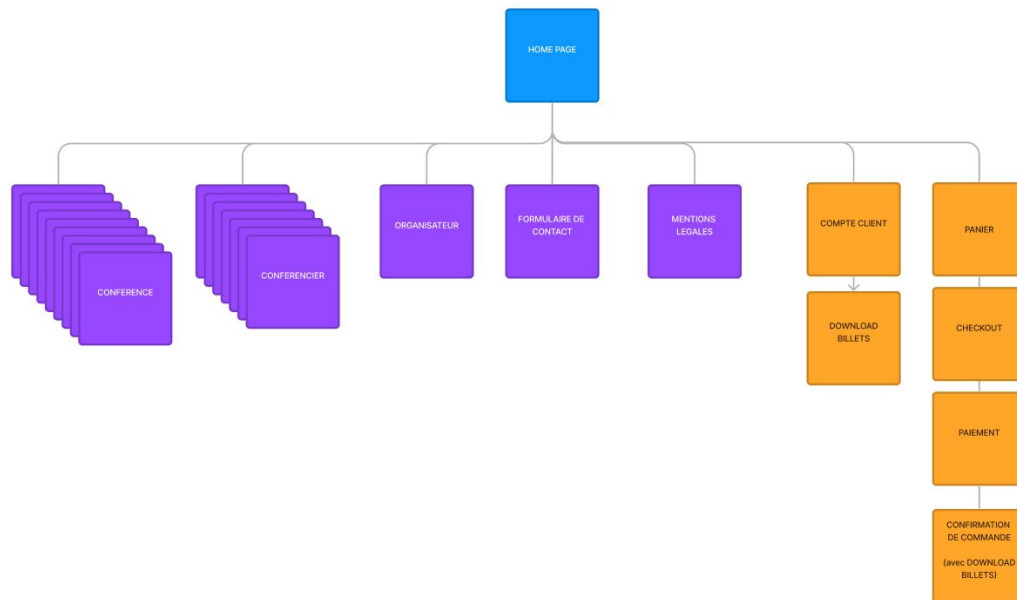 HOME PAGE
CONFERENCE
CONFERENCIER
ORGANISATEUR
FORMULAIRE DE
CONTACT
MENTIONS
LEGALES
COMPTE CLIENT
PANIER
DOWNLOAD
BILLETS
CHECKOUT
PAIEMENT
CONFIRMATION
DE COMMANDE
(avec DOWNLOAD
BILLETS)